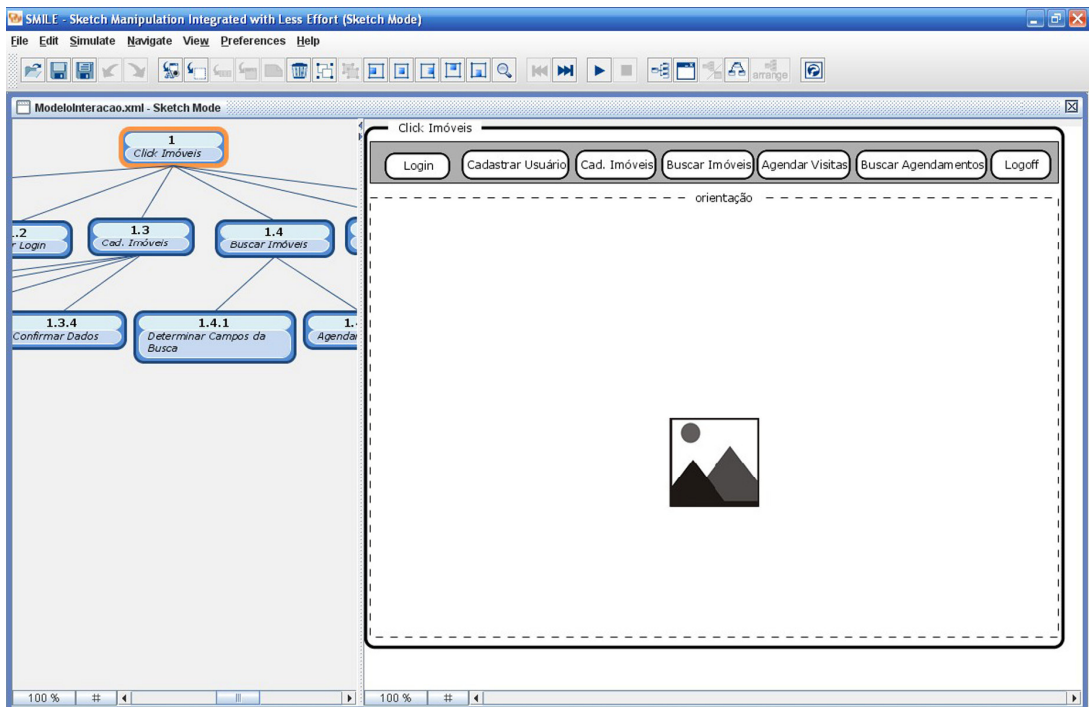 SMILE - Sketch Manipulation Integrated with Less Effort (Sketch Mode)
File Edit Simulate Navigate View Preferences Help
arrange
ModeloInteracao.xml - Sketch Mode
1
Click Imóveis
.2
r Login
1.3
Cad. Imóveis
1.4
Buscar Imóveis
1.3.4
Confirmar Dados
1.4.1
Determinar Campos da
Busca
1.
Agendar
100 %
Click Imóveis
Login Cadastrar Usuário Cad. Imóveis Buscar Imóveis Agendar Visitas Buscar Agendamentos Logoff
orientação
100 %